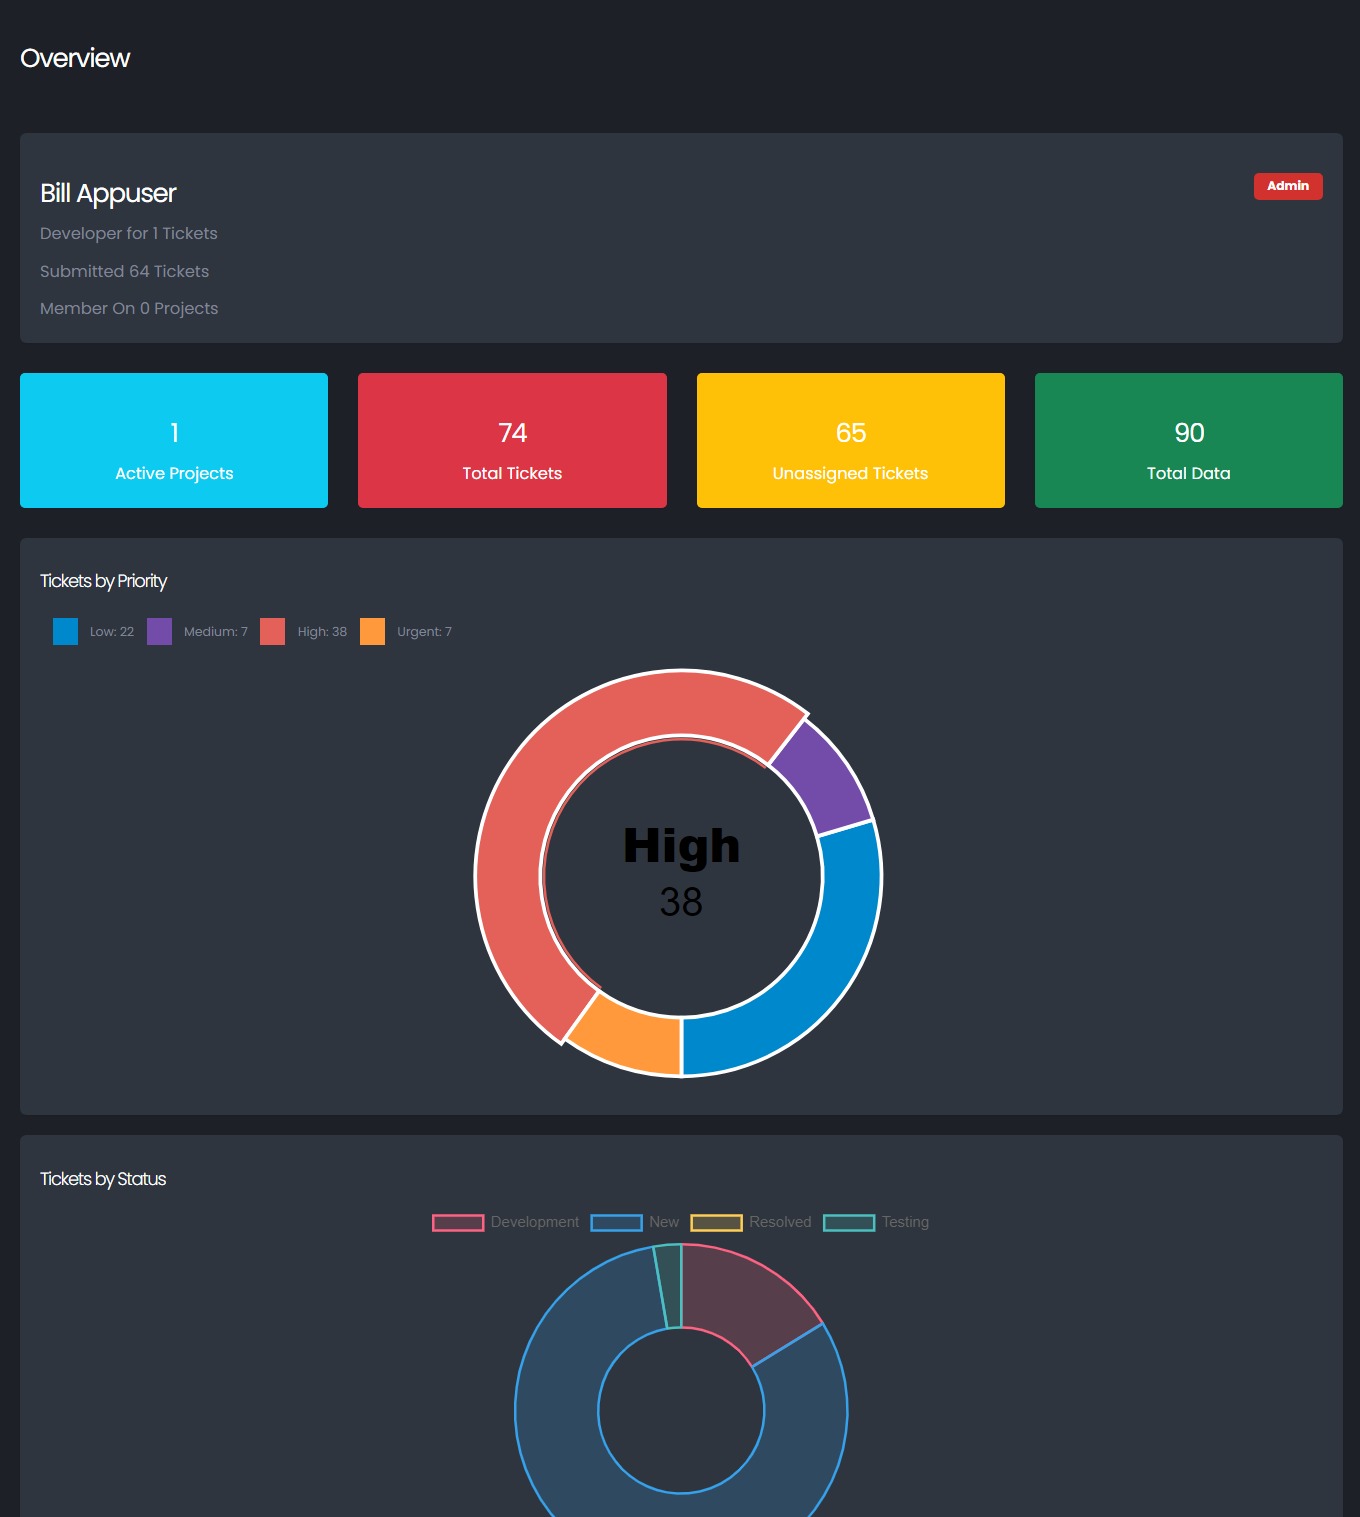 Overview
Bill Appuser
Admin
Developer for 1 Tickets
Submitted 64 Tickets
Member On 0 Projects
1
Active Projects
74
Total Tickets
65
Unassigned Tickets
90
Total Data
Tickets by Priority
Low: 22 Medium: 7 High: 38 Urgent: 7
High
38
Tickets by Status
Development New Resolved Testing